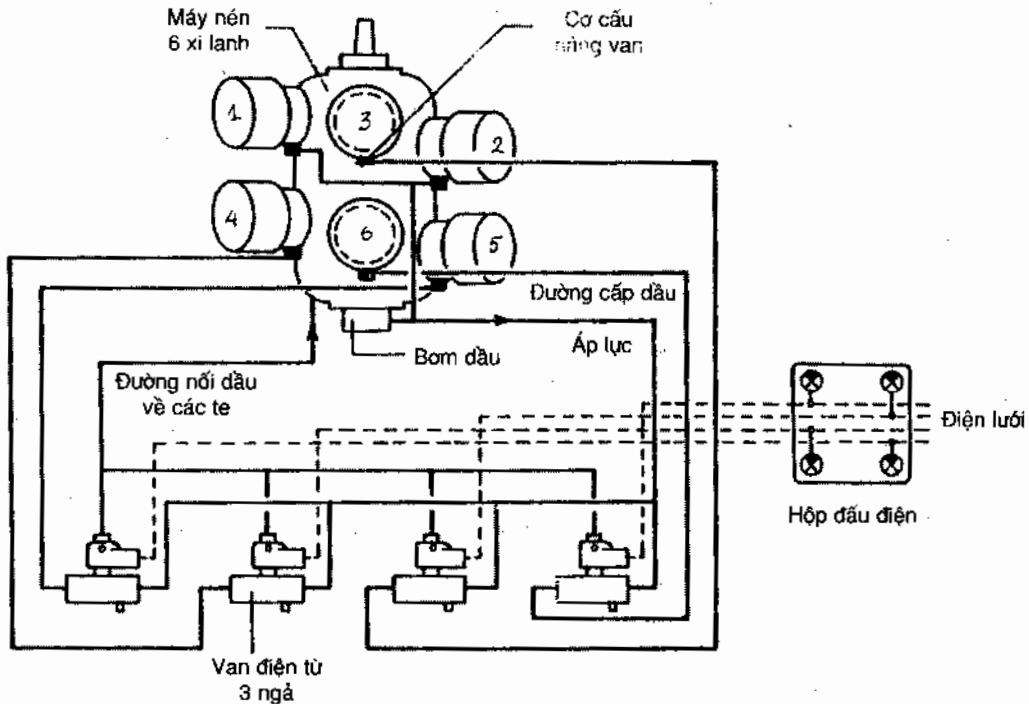 Máy nén
6 xi lanh
Cơ cấu
nâng van
1
3
2
4
6
5
Đường cấp dầu
Bơm dầu
Áp lực
Đường nối dầu
về các te
Điện lưới
Hộp đấu điện
Van điện từ
3 ngả